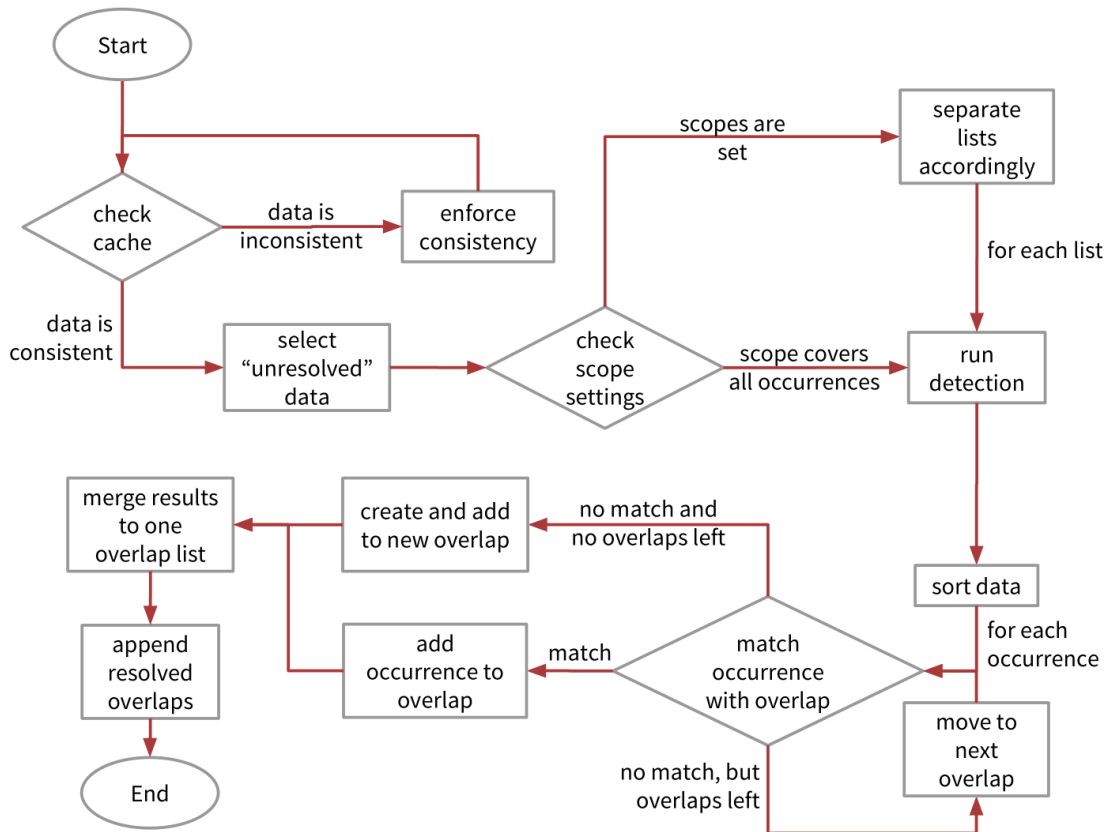 Start
scopes are
set
separate
lists
accordingly
check
cache
data is
inconsistent
enforce
consistency
for each list
data is
consistent
select
“unresolved”
data
check
scope
settings
scope covers
all occurrences
run
detection
merge results
to one
overlap list
create and add
to new overlap
no match and
no overlaps left
sort data
for each
occurrence
append
resolved
overlaps
add
occurrence to
overlap
match
match
occurrence
with overlap
move to
next
overlap
no match, but
overlaps left
End